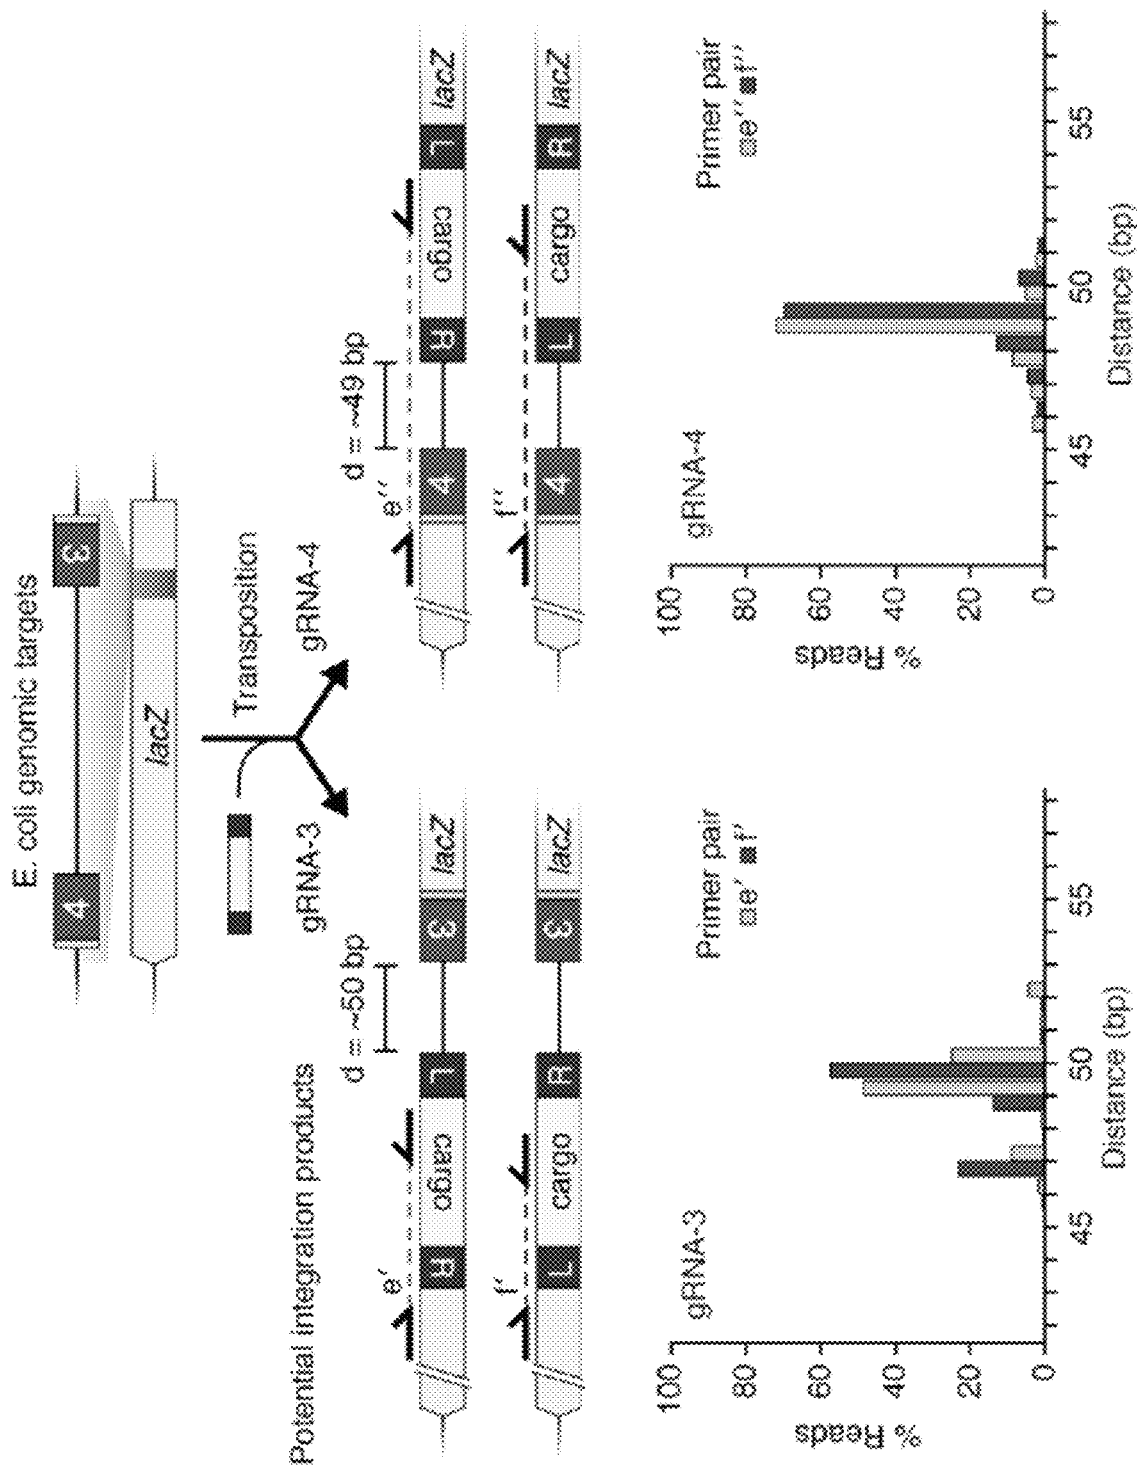 E. coli genomic targets
4
3
lacZ
Transposition
gRNA-3
gRNA-4
Potential integration products
d = ~50 bp
e′
R cargo L 3 lacZ
f′
L cargo R 3 lacZ
d = ~49 bp
e′′
4 R cargo L lacZ
f′′
4 L cargo R lacZ
gRNA-3
Primer pair
e′ f′
% Reads
100
80
60
40
20
0
45 50 55
Distance (bp)
gRNA-4
Primer pair
e′′ f′′
% Reads
100
80
60
40
20
0
45 50 55
Distance (bp)